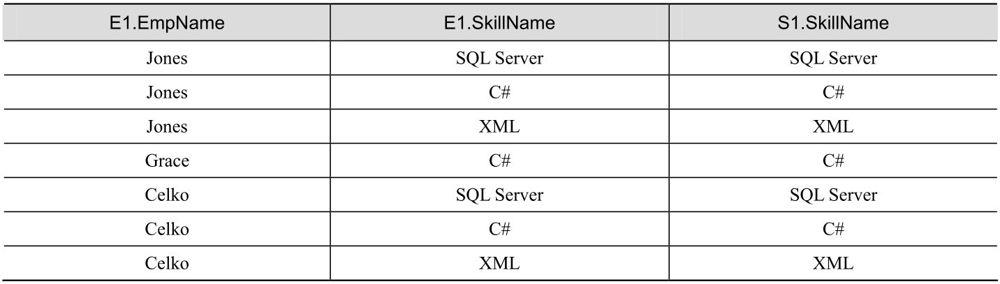 E1.EmpName E1.SkillName S1.SkillName
Jones SQL Server SQL Server
Jones C# C#
Jones XML XML
Grace C# C#
Celko SQL Server SQL Server
Celko C# C#
Celko XML XML